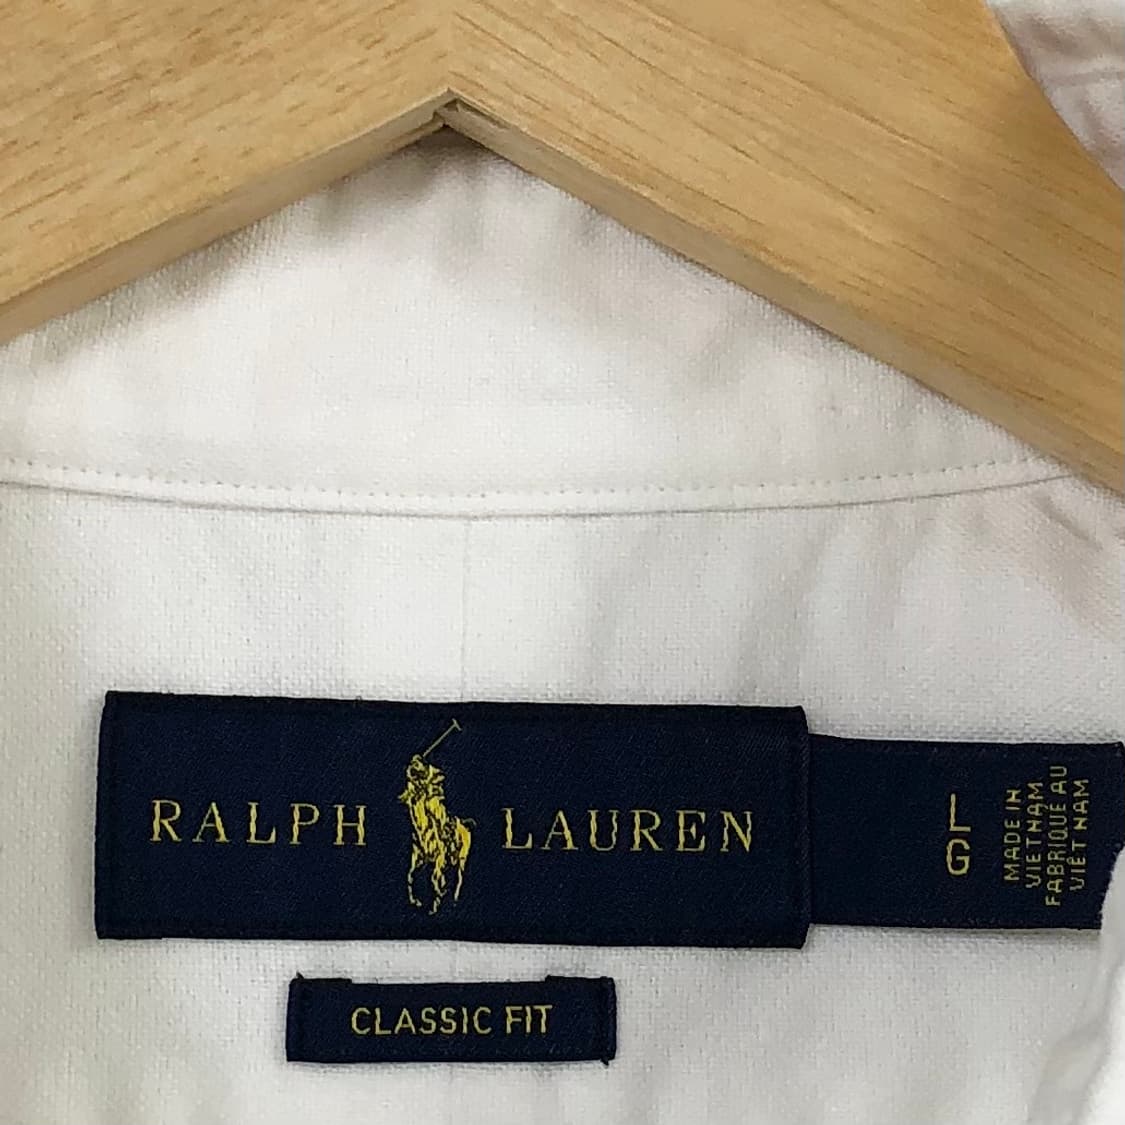 RALPH LAUREN
L
G
MADE IN
VIETNAM
FABRIQUÉ AU
VIÊT NAM
CLASSIC FIT